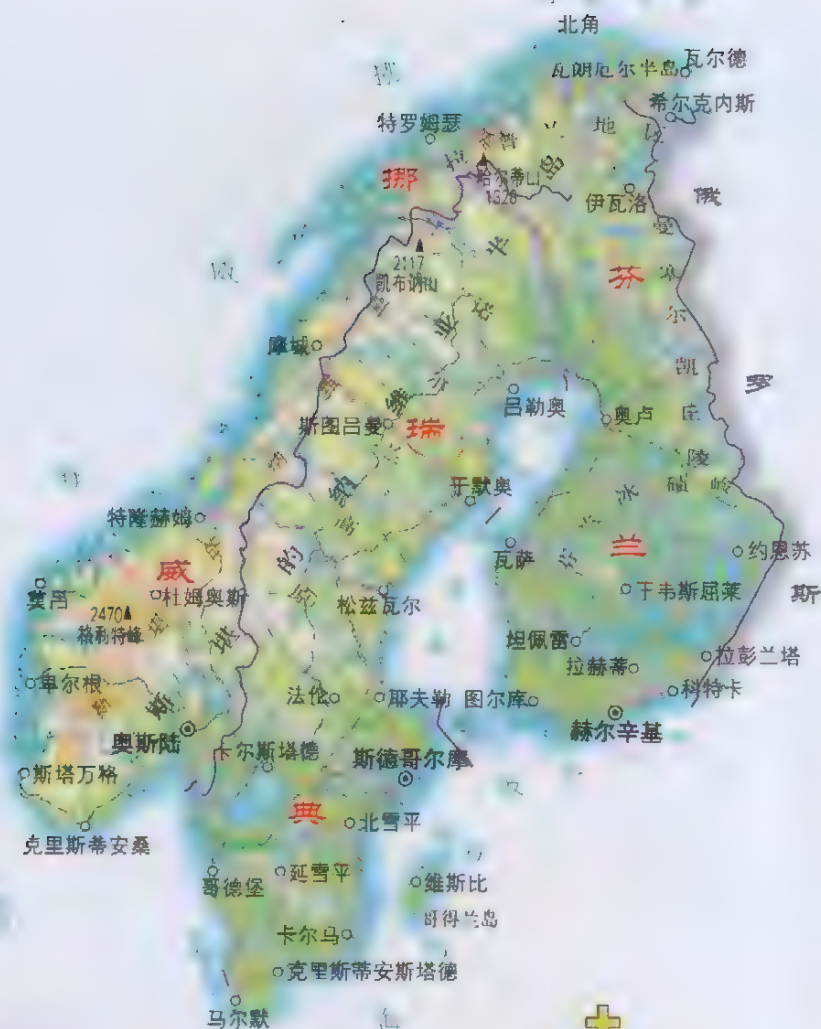 北角
瓦尔德
瓦朗厄尔半岛
希尔克内斯
特罗姆瑟
挪
挪 威
哈尔蒂山
1328
伊瓦洛
俄 罗 斯
2117
凯布讷山
芬 兰
摩城
吕勒奥
奥卢
斯图吕曼
瑞 典
于默奥
特隆赫姆
瓦萨
约恩苏
杜姆奥斯
2470
格利特峰
松兹瓦尔
于韦斯屈莱
坦佩雷
拉赫蒂
拉彭兰塔
卑尔根
法伦
耶夫勒
图尔库
科特卡
奥斯陆
赫尔辛基
卡尔斯塔德
斯德哥尔摩
斯塔万格
北雪平
克里斯蒂安桑
哥德堡
延雪平
维斯比
哥得兰岛
卡尔马
克里斯蒂安斯塔德
马尔默